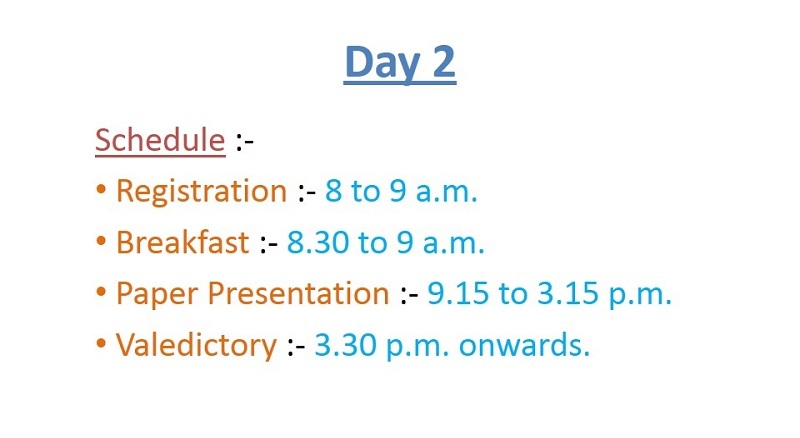 Day 2
Schedule :-
• Registration :- 8 to 9 a.m.
• Breakfast :- 8.30 to 9 a.m.
• Paper Presentation :- 9.15 to 3.15 p.m.
• Valedictory :- 3.30 p.m. onwards.